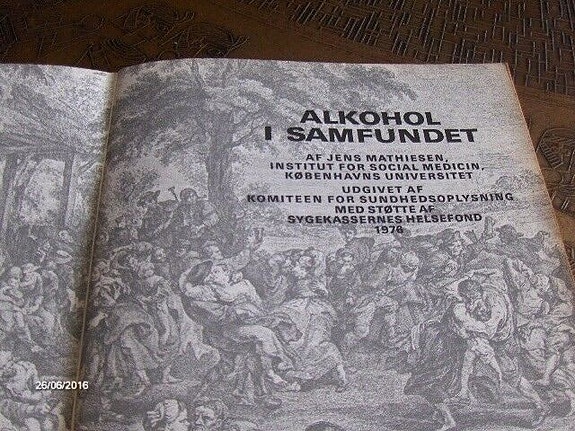 ALKOHOL
I SAMFUNDET
AF JENS MATHIESEN,
INSTITUT FOR SOCIAL MEDICIN,
KØBENHAVNS UNIVERSITET
UDGIVET AF
KOMITEEN FOR SUNDHEDSOPLYSNING
MED STØTTE AF
SYGEKASSERNES HELSEFOND
1976
26/06/2016